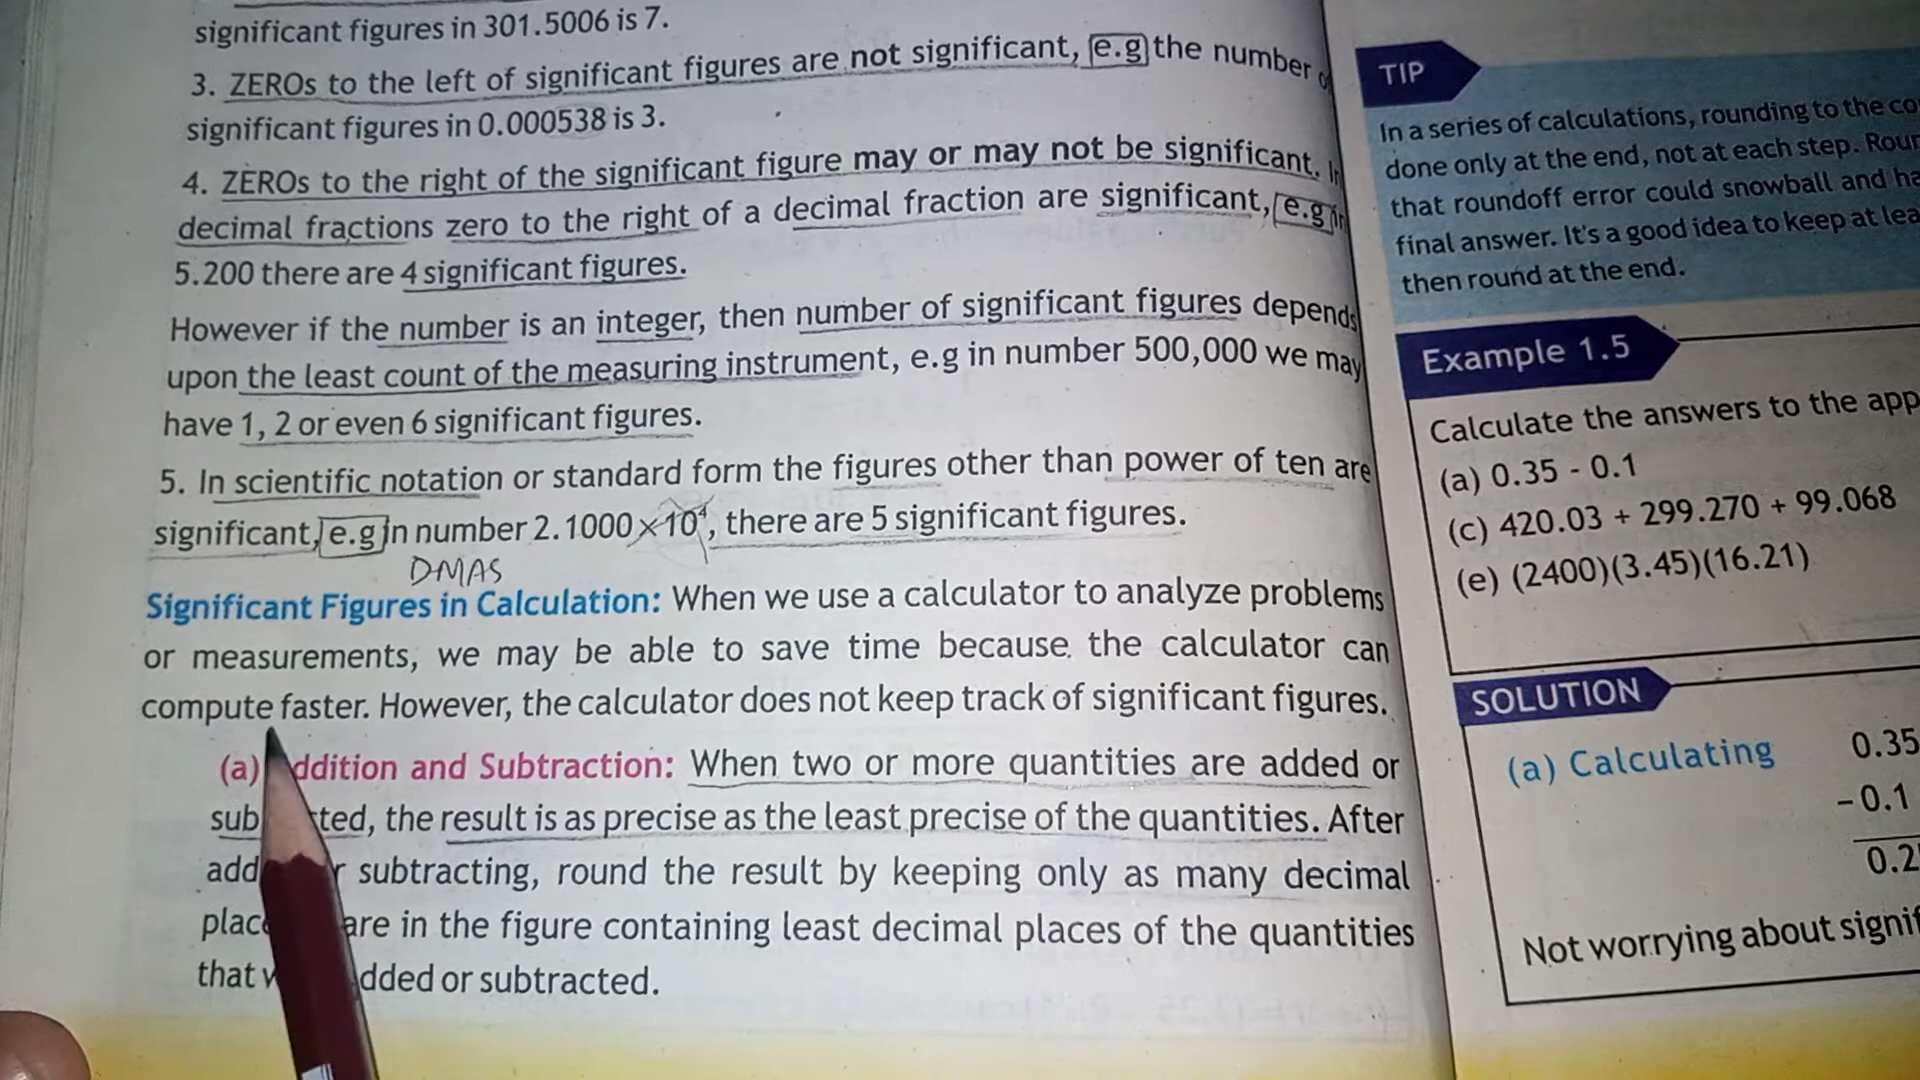 significant figures in 301.5006 is 7.
3. ZEROs to the left of significant figures are not significant, e.g the number
significant figures in 0.000538 is 3.
4. ZEROs to the right of the significant figure may or may not be significant. In
decimal fractions zero to the right of a decimal fraction are significant, e.g in
5.200 there are 4 significant figures.
However if the number is an integer, then number of significant figures depends
upon the least count of the measuring instrument, e.g in number 500,000 we may
have 1, 2 or even 6 significant figures.
5. In scientific notation or standard form the figures other than power of ten are
significant, e.g in number 2.1000×10⁴, there are 5 significant figures.
DMAS
Significant Figures in Calculation: When we use a calculator to analyze problems
or measurements, we may be able to save time because the calculator can
compute faster. However, the calculator does not keep track of significant figures.
(a) ddition and Subtraction: When two or more quantities are added or
sub ted, the result is as precise as the least precise of the quantities. After
add r subtracting, round the result by keeping only as many decimal
plac are in the figure containing least decimal places of the quantities
that dded or subtracted.
TIP
In a series of calculations, rounding to the co
done only at the end, not at each step. Roun
that roundoff error could snowball and ha
final answer. It's a good idea to keep at lea
then round at the end.
Example 1.5
Calculate the answers to the app
(a) 0.35 - 0.1
(c) 420.03 + 299.270 + 99.068
(e) (2400)(3.45)(16.21)
SOLUTION
(a) Calculating 0.35
- 0.1
0.2
Not worrying about signif